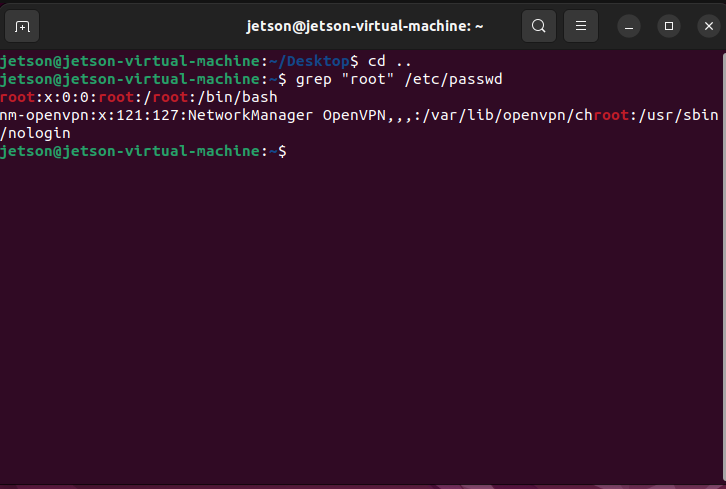 jetson@jetson-virtual-machine: ~
jetson@jetson-virtual-machine:~/Desktop$ cd ..
jetson@jetson-virtual-machine:~$ grep "root" /etc/passwd
root:x:0:0:root:/root:/bin/bash
nm-openvpn:x:121:127:NetworkManager OpenVPN,,,:/var/lib/openvpn/chroot:/usr/sbin
/nologin
jetson@jetson-virtual-machine:~$